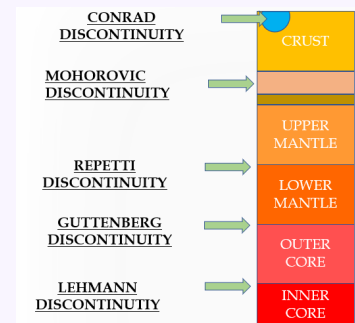 CONRAD
DISCONTINUITY
CRUST
MOHOROVIC
DISCONTINUITY
UPPER
MANTLE
REPETTI
DISCONTINUITY
LOWER
MANTLE
GUTTENBERG
DISCONTINUITY
OUTER
CORE
LEHMANN
DISCONTINUTIY
INNER
CORE